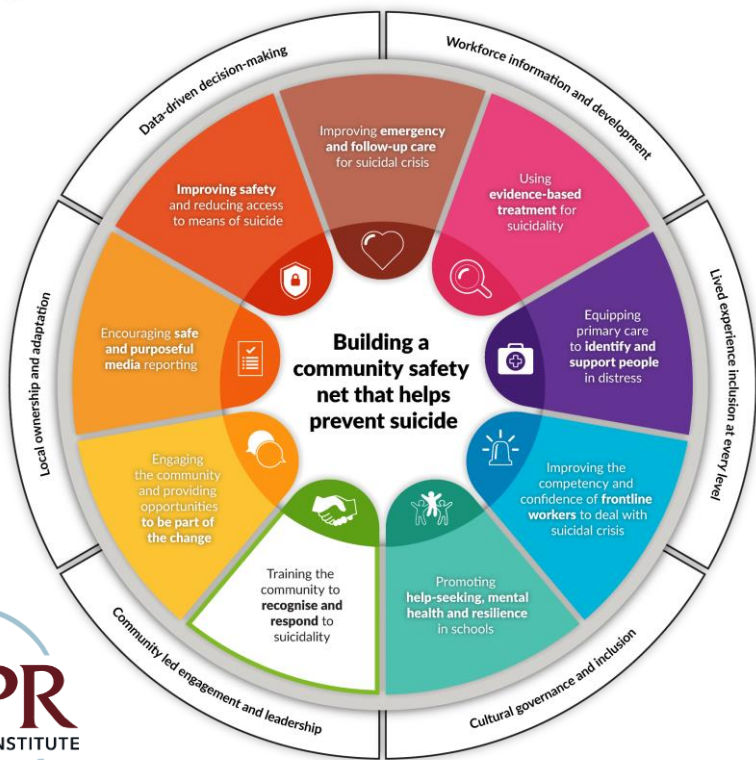 Data-driven decision-making
Workforce information and development
Lived experience inclusion at every level
Cultural governance and inclusion
Community led engagement and leadership
Local ownership and adaptation
Improving emergency
and follow-up care
for suicidal crisis
Using
evidence-based
treatment for
suicidality
Equipping
primary care
to identify and
support people
in distress
Improving the
competency and
confidence of frontline
workers to deal with
suicidal crisis
Promoting
help-seeking, mental
health and resilience
in schools
Training the
community to
recognise and
respond to
suicidality
Engaging
the community
and providing
opportunities
to be part of
the change
Encouraging safe
and purposeful
media reporting
Improving safety
and reducing access
to means of suicide
Building a
community safety
net that helps
prevent suicide
PR
NSTITUTE